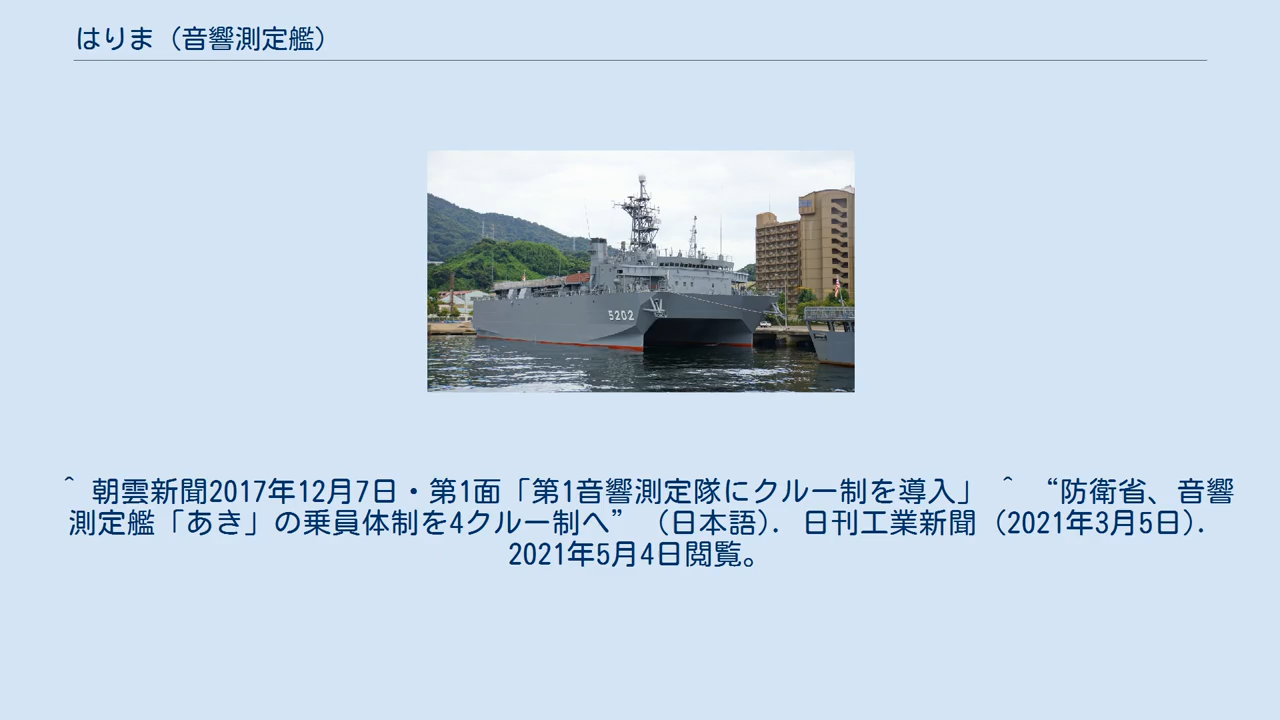 はりま（音響測定艦）
5202
^ 朝雲新聞2017年12月7日・第1面「第1音響測定隊にクルー制を導入」 ^ “防衛省、音響
測定艦「あき」の乗員体制を4クルー制へ” （日本語）. 日刊工業新聞 （2021年3月5日）.
2021年5月4日閲覧。